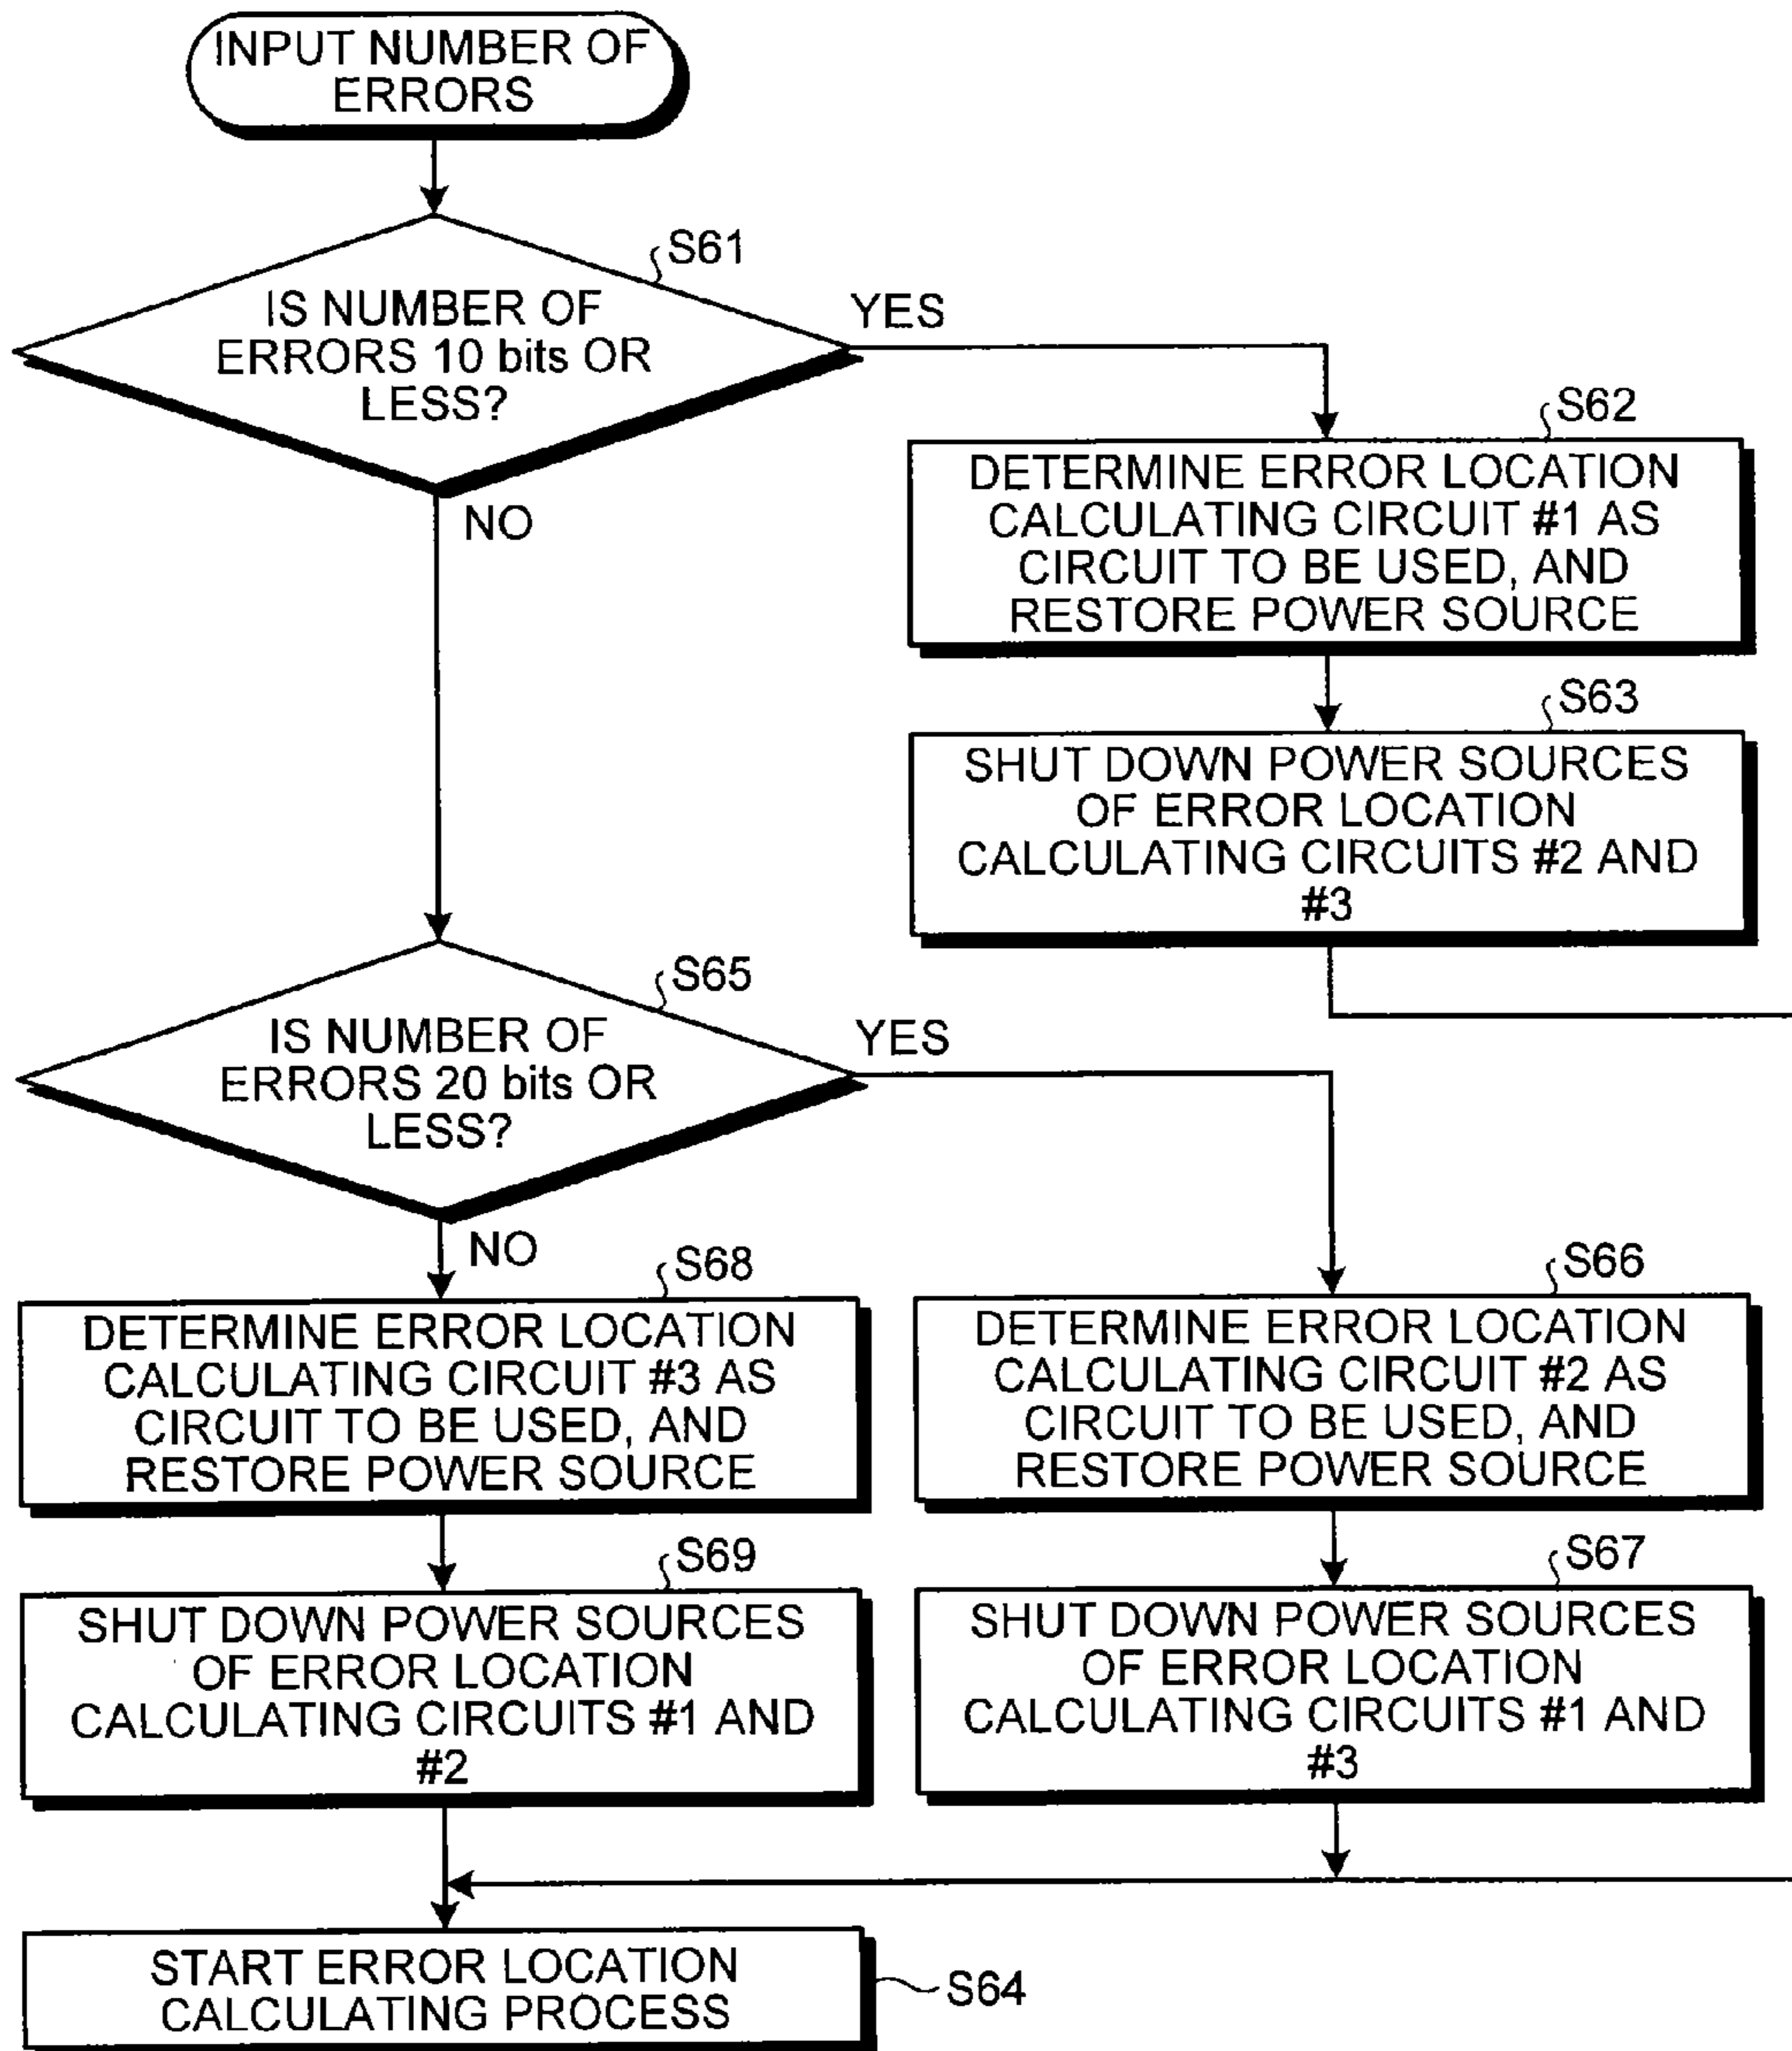 INPUT NUMBER OF
ERRORS
S61
IS NUMBER OF
ERRORS 10 bits OR
LESS?
YES
NO
S62
DETERMINE ERROR LOCATION
CALCULATING CIRCUIT #1 AS
CIRCUIT TO BE USED, AND
RESTORE POWER SOURCE
S63
SHUT DOWN POWER SOURCES
OF ERROR LOCATION
CALCULATING CIRCUITS #2 AND
#3
S65
IS NUMBER OF
ERRORS 20 bits OR
LESS?
YES
NO
S68
DETERMINE ERROR LOCATION
CALCULATING CIRCUIT #3 AS
CIRCUIT TO BE USED, AND
RESTORE POWER SOURCE
S66
DETERMINE ERROR LOCATION
CALCULATING CIRCUIT #2 AS
CIRCUIT TO BE USED, AND
RESTORE POWER SOURCE
S69
SHUT DOWN POWER SOURCES
OF ERROR LOCATION
CALCULATING CIRCUITS #1 AND
#2
S67
SHUT DOWN POWER SOURCES
OF ERROR LOCATION
CALCULATING CIRCUITS #1 AND
#3
START ERROR LOCATION
CALCULATING PROCESS
S64